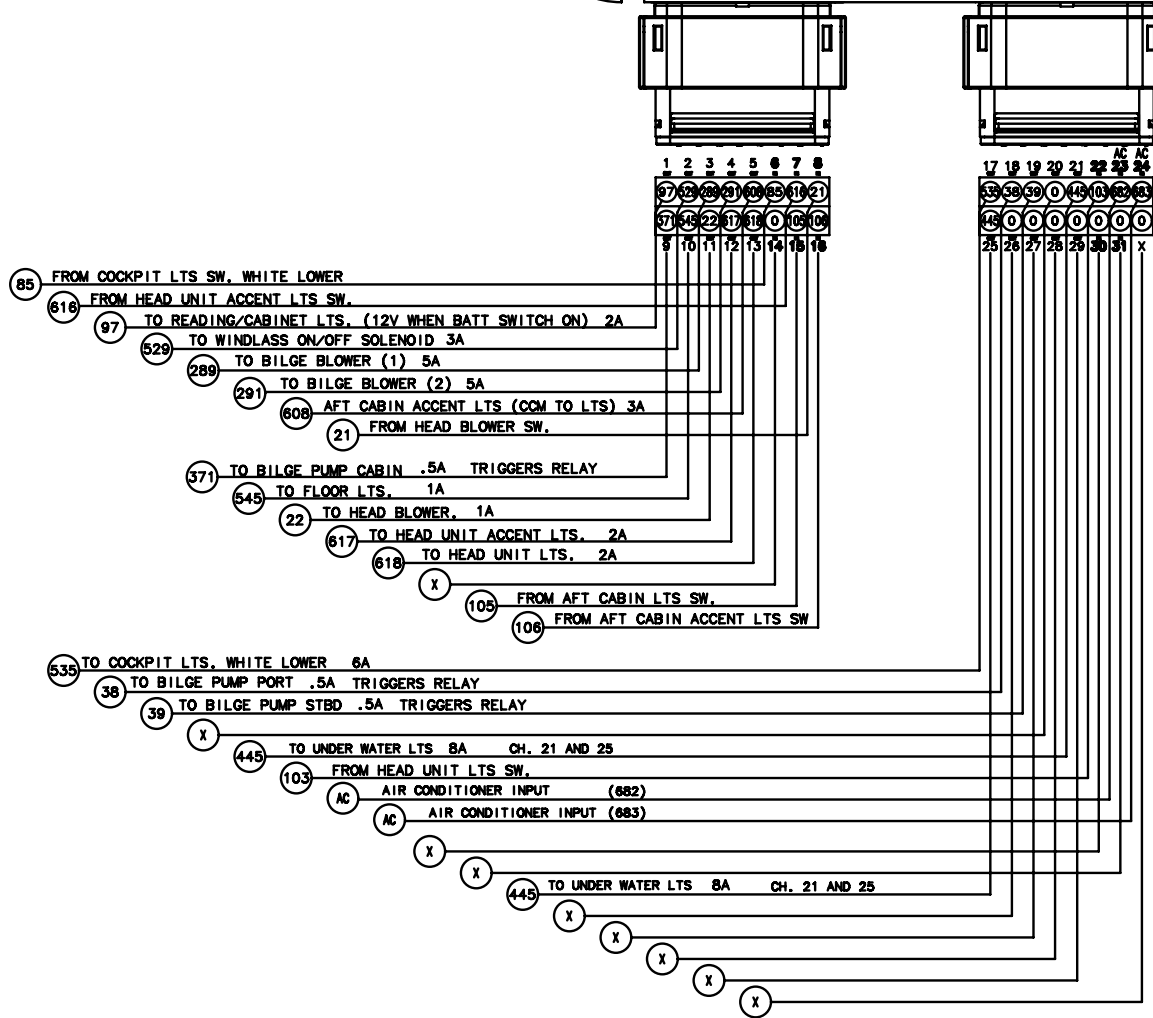 AC AC
1 2 3 4 5 6 7 8
17 18 19 20 21 22 23 24
97 529 289 291 608 85 616 21
535 38 39 0 445 103 682 683
371 545 22 617 618 0 105 106
445 0 0 0 0 0 0 0
9 10 11 12 13 14 15 16
25 26 27 28 29 30 31 X
85 FROM COCKPIT LTS SW. WHITE LOWER
616 FROM HEAD UNIT ACCENT LTS SW.
97 TO READING/CABINET LTS. (12V WHEN BATT SWITCH ON) 2A
529 TO WINDLASS ON/OFF SOLENOID 3A
289 TO BILGE BLOWER (1) 5A
291 TO BILGE BLOWER (2) 5A
608 AFT CABIN ACCENT LTS (CCM TO LTS) 3A
21 FROM HEAD BLOWER SW.
371 TO BILGE PUMP CABIN .5A TRIGGERS RELAY
545 TO FLOOR LTS. 1A
22 TO HEAD BLOWER. 1A
617 TO HEAD UNIT ACCENT LTS. 2A
618 TO HEAD UNIT LTS. 2A
X
105 FROM AFT CABIN LTS SW.
106 FROM AFT CABIN ACCENT LTS SW
535 TO COCKPIT LTS. WHITE LOWER 6A
38 TO BILGE PUMP PORT .5A TRIGGERS RELAY
39 TO BILGE PUMP STBD .5A TRIGGERS RELAY
X
445 TO UNDER WATER LTS 8A CH. 21 AND 25
103 FROM HEAD UNIT LTS SW.
AC AIR CONDITIONER INPUT (682)
AC AIR CONDITIONER INPUT (683)
X
X
445 TO UNDER WATER LTS 8A CH. 21 AND 25
X
X
X
X
X